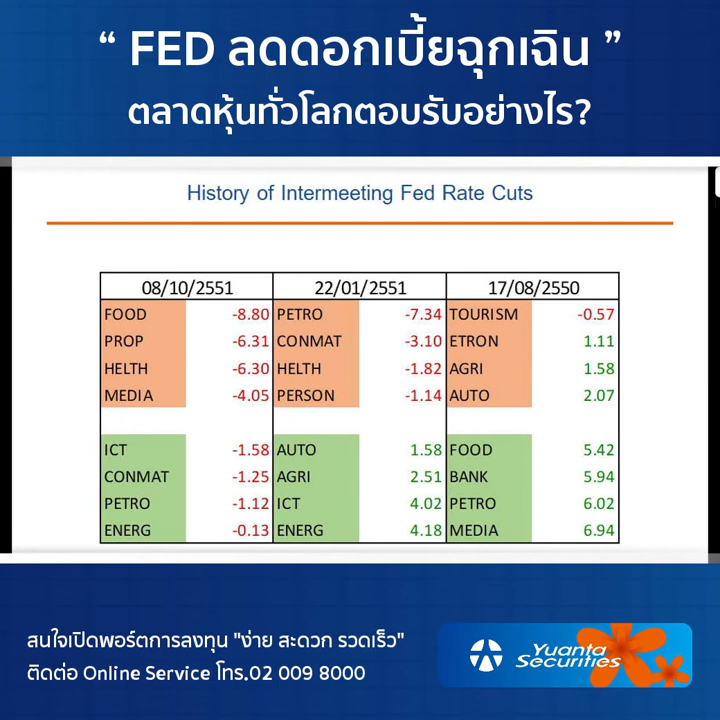 “ FED ลดดอกเบี้ยฉุกเฉิน ”
ตลาดหุ้นทั่วโลกตอบรับอย่างไร?
History of Intermeeting Fed Rate Cuts
08/10/2551 22/01/2551 17/08/2550
FOOD -8.80 PETRO -7.34 TOURISM -0.57
PROP -6.31 CONMAT -3.10 ETRON 1.11
HELTH -6.30 HELTH -1.82 AGRI 1.58
MEDIA -4.05 PERSON -1.14 AUTO 2.07
ICT -1.58 AUTO 1.58 FOOD 5.42
CONMAT -1.25 AGRI 2.51 BANK 5.94
PETRO -1.12 ICT 4.02 PETRO 6.02
ENERG -0.13 ENERG 4.18 MEDIA 6.94
สนใจเปิดพอร์ตการลงทุน "ง่าย สะดวก รวดเร็ว"
ติดต่อ Online Service โทร.02 009 8000
Yuanta
Securities